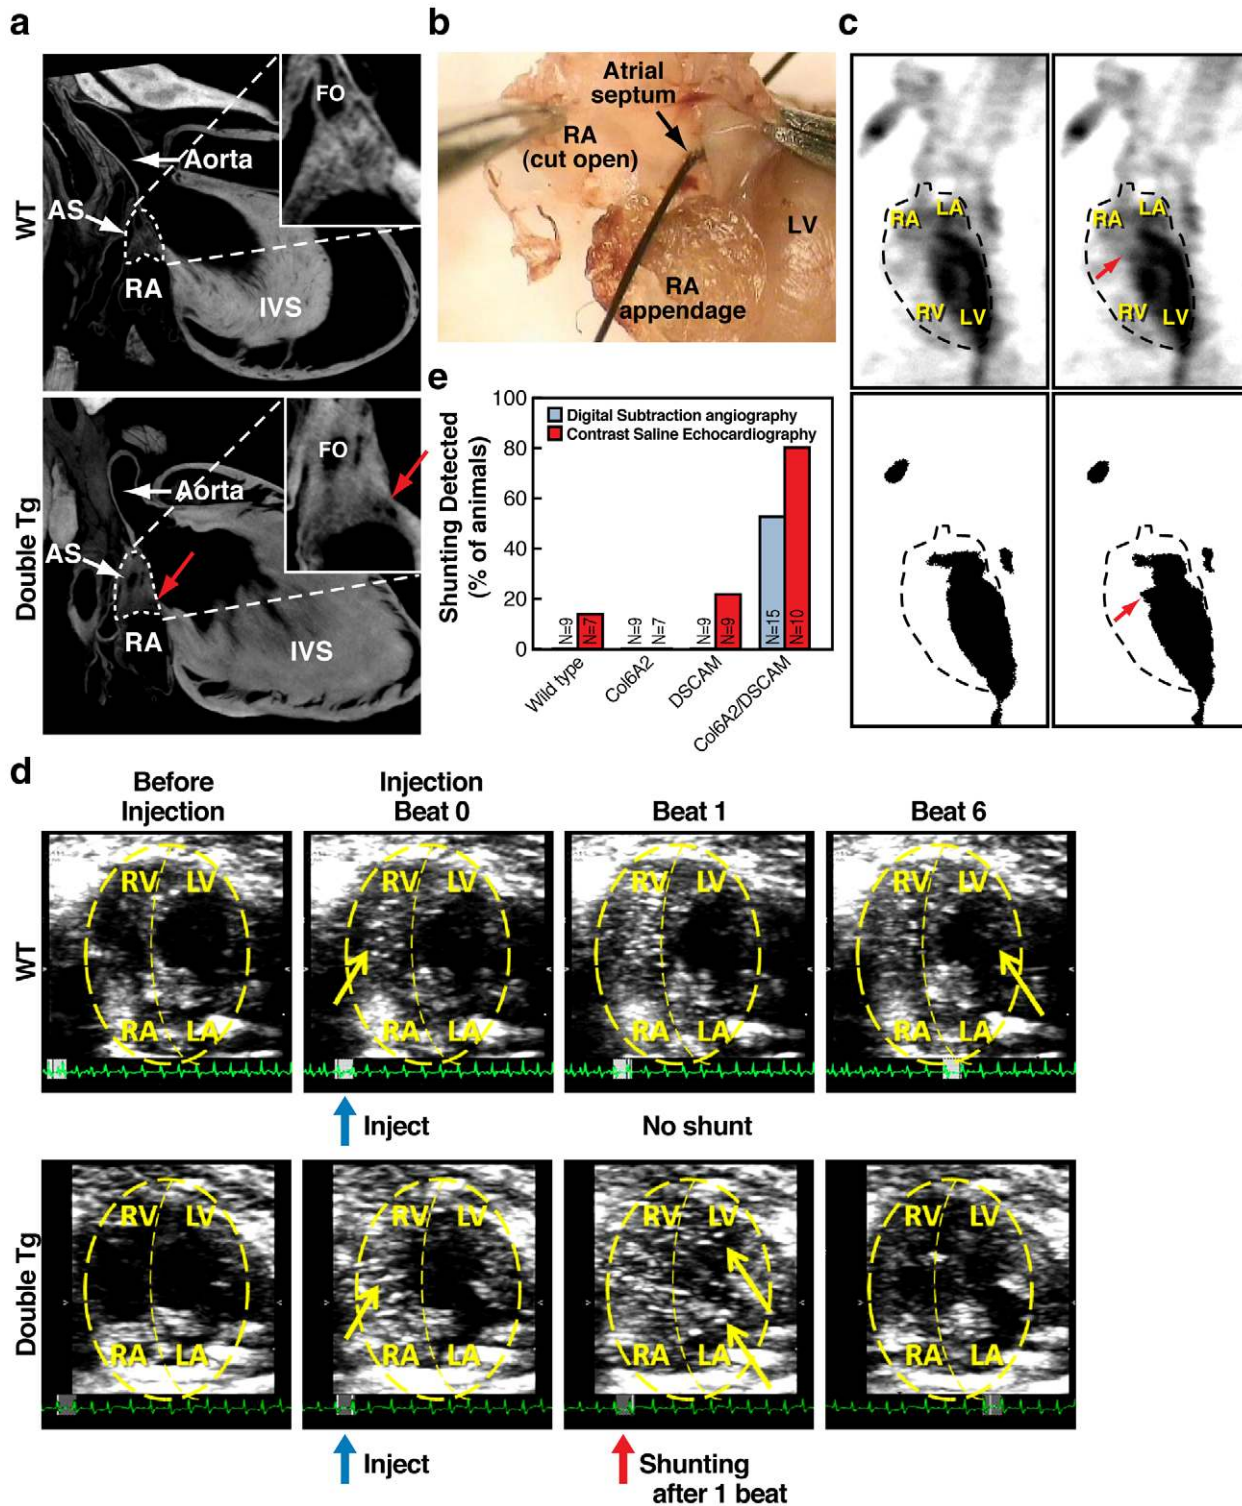 a
WT
FO
Aorta
AS
RA
IVS
Double Tg
FO
Aorta
AS
RA
IVS
b
Atrial
septum
RA
(cut open)
LV
RA
appendage
c
RA
LA
RV
LV
RA
LA
RV
LV
e
Shunting Detected
(% of animals)
100
80
60
40
20
0
Digital Subtraction angiography
Contrast Saline Echocardiography
N=9
N=7
N=9
N=7
N=9
N=9
N=15
N=10
Wild type
Col6A2
DSCAM
Col6A2/DSCAM
d
Before
Injection
Injection
Beat 0
Beat 1
Beat 6
WT
RV LV
RA LA
RV LV
RA LA
RV LV
RA LA
RV LV
RA LA
Inject
No shunt
Double Tg
RV LV
RA LA
RV LV
RA LA
RV LV
RA LA
RV LV
RA LA
Inject
Shunting
after 1 beat